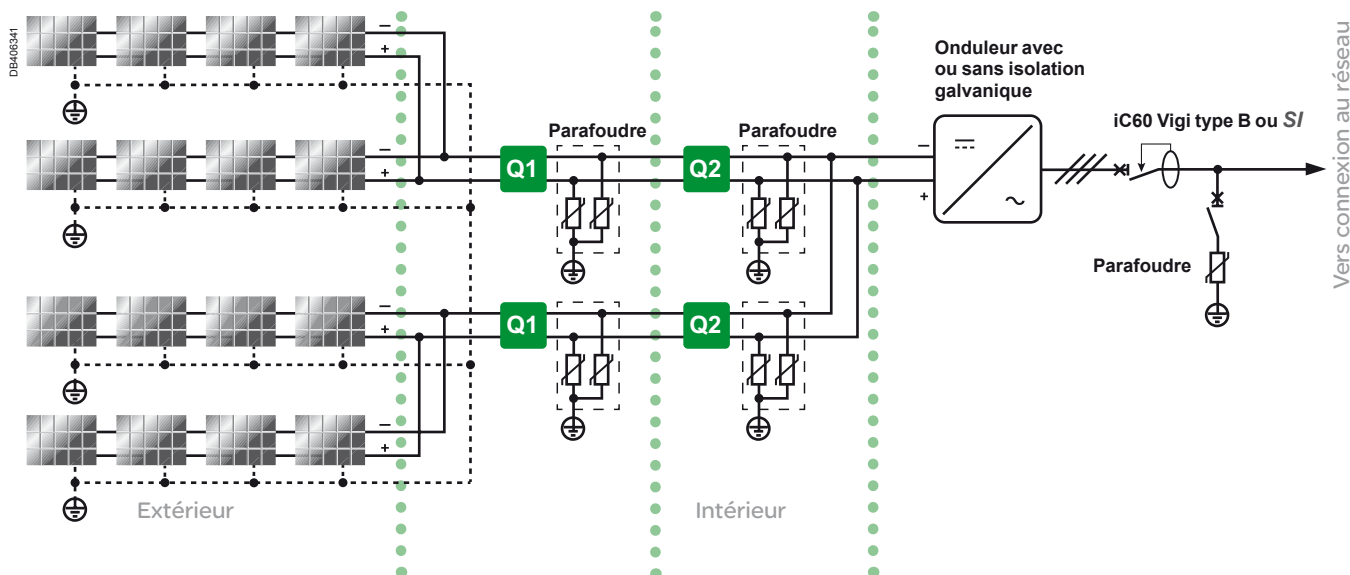 DB406341
−
+
−
+
Parafoudre
Parafoudre
Onduleur avec
ou sans isolation
galvanique
iC60 Vigi type B ou SI
Q1
Q2
−
+
Parafoudre
Vers connexion au réseau
−
+
Q1
Q2
−
+
Extérieur
Intérieur